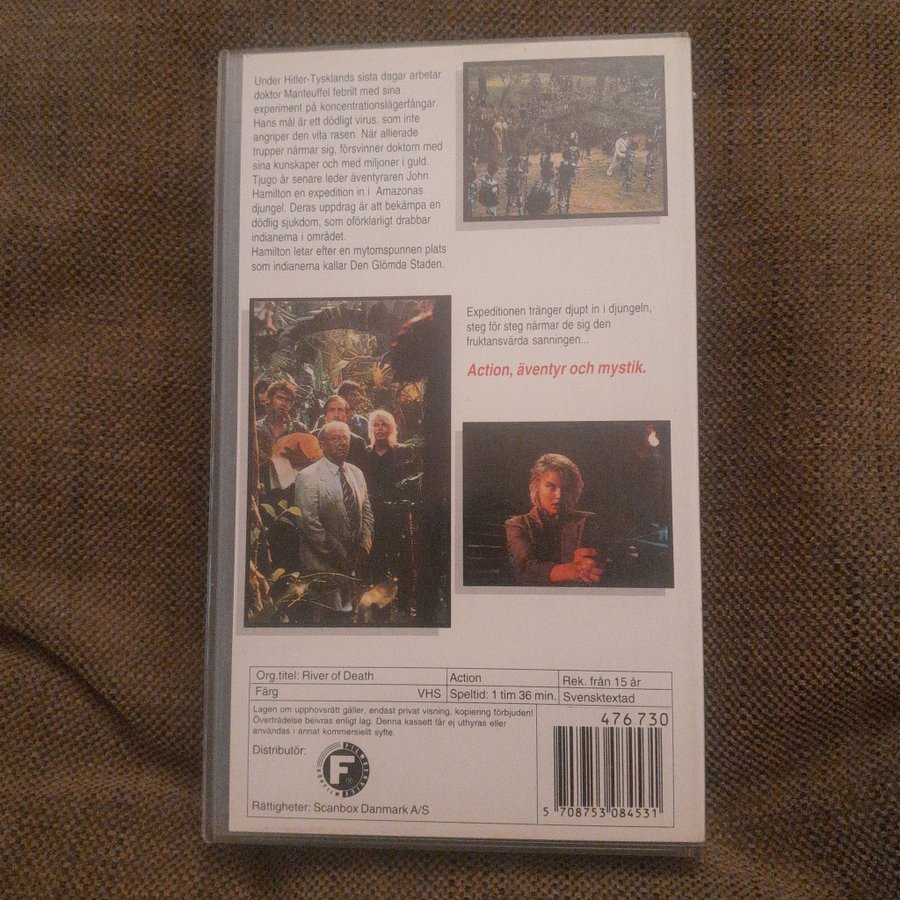 Under Hitler-Tysklands sista dagar arbetar
doktor Manteuffel febrilt med sina
experiment på koncentrationslägerfångar.
Hans mål är ett dödligt virus, som inte
angriper den vita rasen. När allierade
trupper närmar sig, försvinner doktorn med
sina kunskaper och med miljoner i guld.
Tjugo år senare leder äventyraren John
Hamilton en expedition in i Amazonas
djungel. Deras uppdrag är att bekämpa en
dödlig sjukdom, som oförklarligt drabbar
indianerna i området.
Hamilton letar efter en mytomspunnen plats
som indianerna kallar Den Glömda Staden.
Expeditionen tränger djupt in i djungeln,
steg för steg närmar de sig den
fruktansvärda sanningen...
Action, äventyr och mystik.
Org.titel: River of Death
Action
Rek. från 15 år
Färg VHS
Speltid: 1 tim 36 min.
Svensktextad
Lagen om upphovsrätt gäller, endast privat visning, kopiering förbjuden!
Överträdelse beivras enligt lag. Denna kassett får ej uthyras eller
användas i annat kommersiellt syfte.
Distributör:
F
KÖPFILM
Rättigheter: Scanbox Danmark A/S
476 730
5 708753 084531